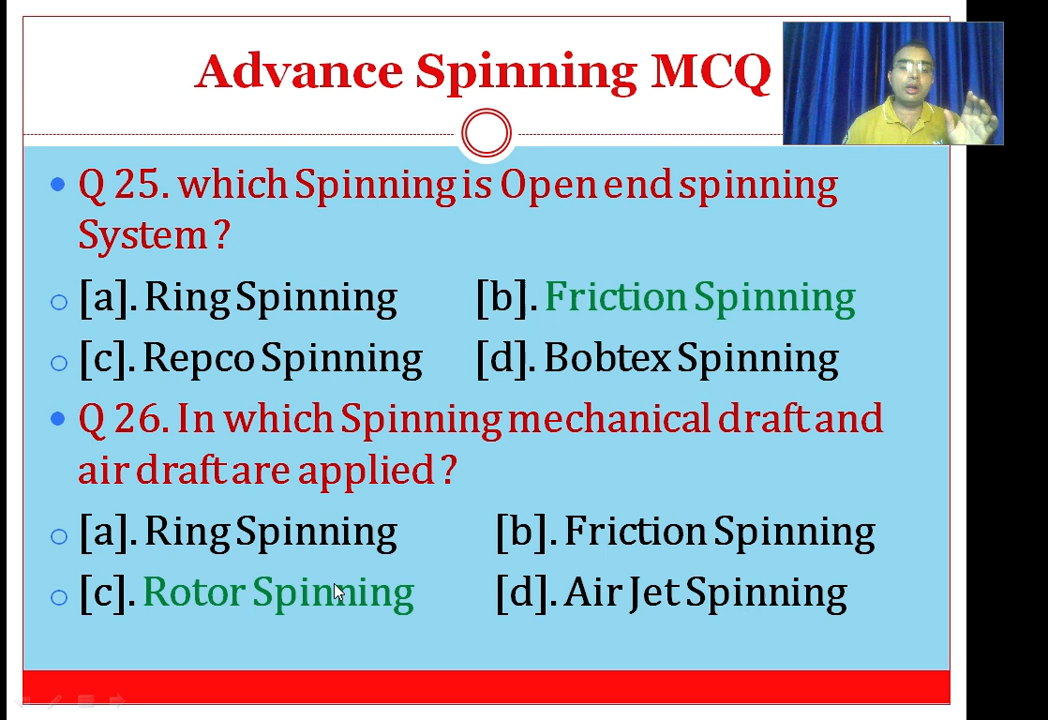 Advance Spinning MCQ
Q 25. which Spinning is Open end spinning
System ?
[a]. Ring Spinning [b]. Friction Spinning
[c]. Repco Spinning [d]. Bobtex Spinning
Q 26. In which Spinning mechanical draft and
air draft are applied ?
[a]. Ring Spinning [b]. Friction Spinning
[c]. Rotor Spinning [d]. Air Jet Spinning